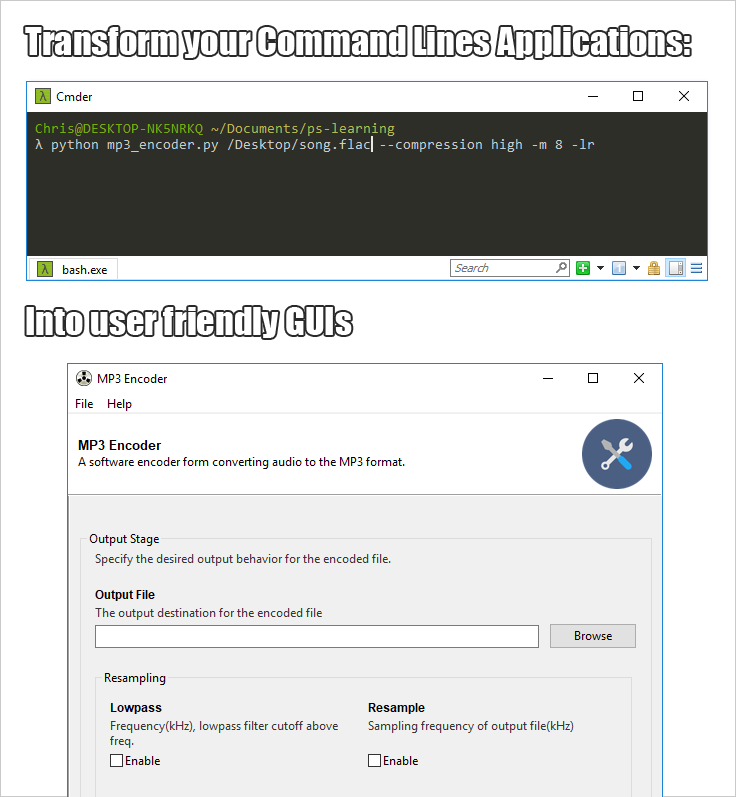 Transform your Command Lines Applications:
Cmder
Chris@DESKTOP-NK5NRKQ ~/Documents/ps-learning
λ python mp3_encoder.py /Desktop/song.flac --compression high -m 8 -lr
λ bash.exe
Search
1
Into user friendly GUIs
MP3 Encoder
File Help
MP3 Encoder
A software encoder form converting audio to the MP3 format.
Output Stage
Specify the desired output behavior for the encoded file.
Output File
The output destination for the encoded file
Browse
Resampling
Lowpass
Frequency(kHz), lowpass filter cutoff above
freq.
Enable
Resample
Sampling frequency of output file(kHz)
Enable